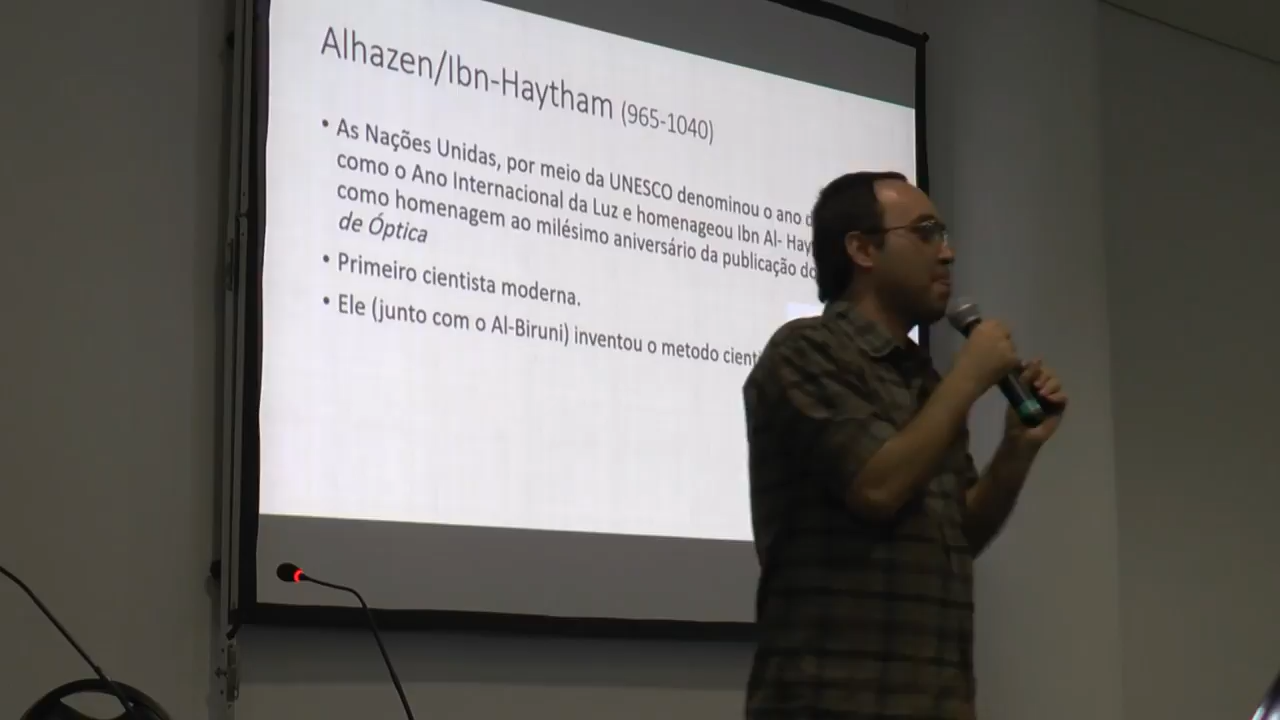 Alhazen/Ibn-Haytham (965-1040)
• As Nações Unidas, por meio da UNESCO denominou o ano
como o Ano Internacional da Luz e homenageou Ibn Al- Hay
como homenagem ao milésimo aniversário da publicação do
de Óptica
• Primeiro cientista moderna.
• Ele (junto com o Al-Biruni) inventou o metodo cient